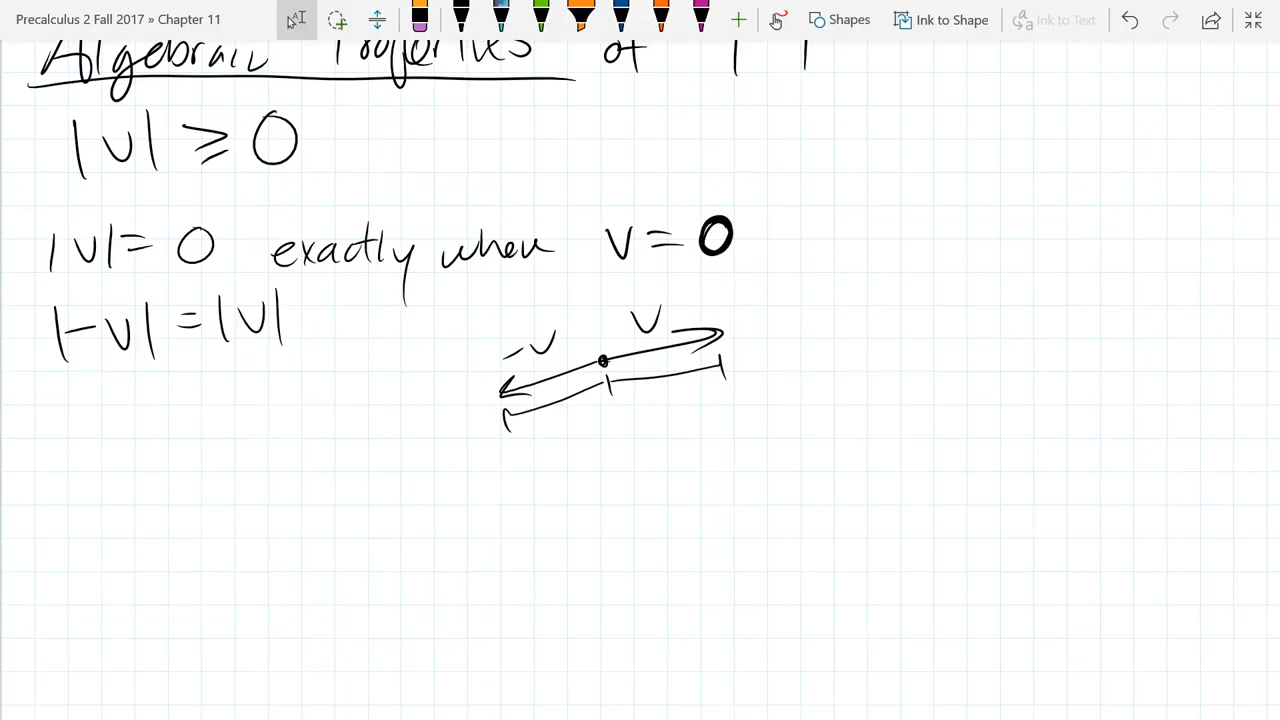 Precalculus 2 Fall 2017 » Chapter 11
Shapes
Ink to Shape
Ink to Text
Algebraic Properties of | |
|v| ≥ 0
|v| = 0 exactly when v = 0
|-v| = |v|
-v
v